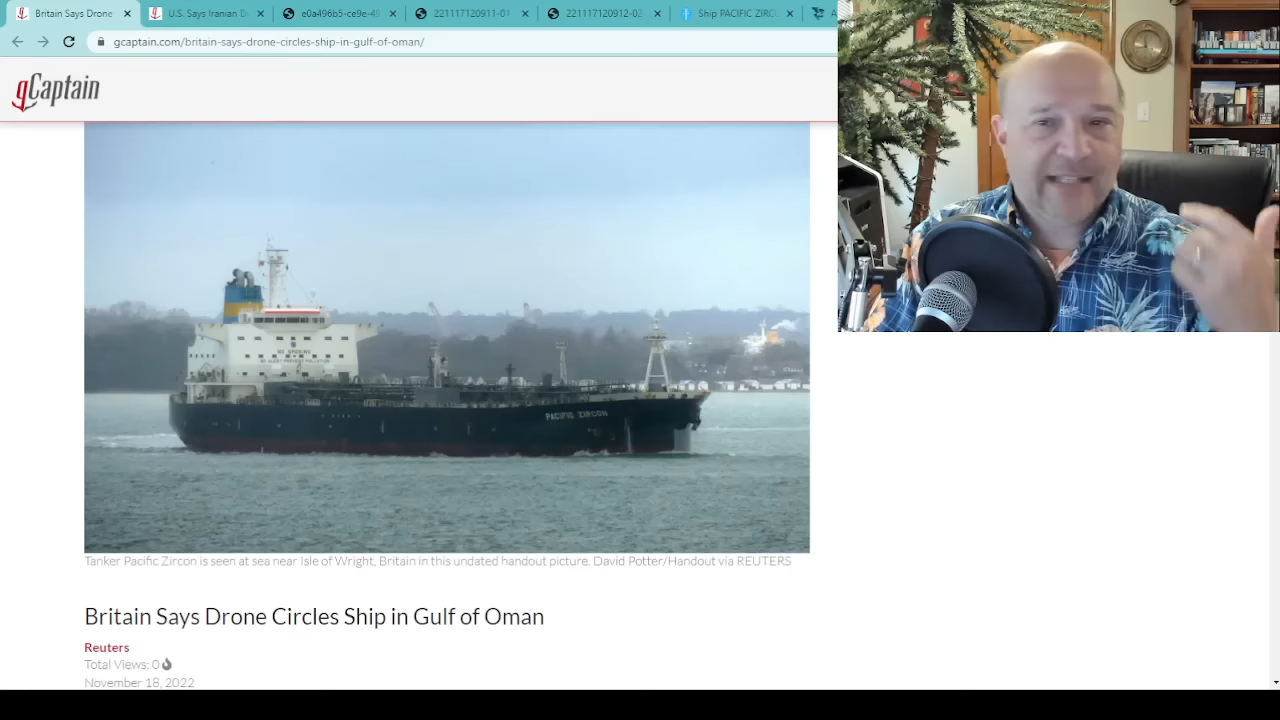 Britain Says Drone
U.S. Says Iranian D
e0a496b5-ce9e-45
221117120911-01
221117120912-02
Ship PACIFIC ZIRC
A
gcaptain.com/britain-says-drone-circles-ship-in-gulf-of-oman/
gCaptain
NO SMOKING
PACIFIC ZIRCON
Tanker Pacific Zircon is seen at sea near Isle of Wright, Britain in this undated handout picture. David Potter/Handout via REUTERS
Britain Says Drone Circles Ship in Gulf of Oman
Reuters
Total Views: 0
November 18, 2022